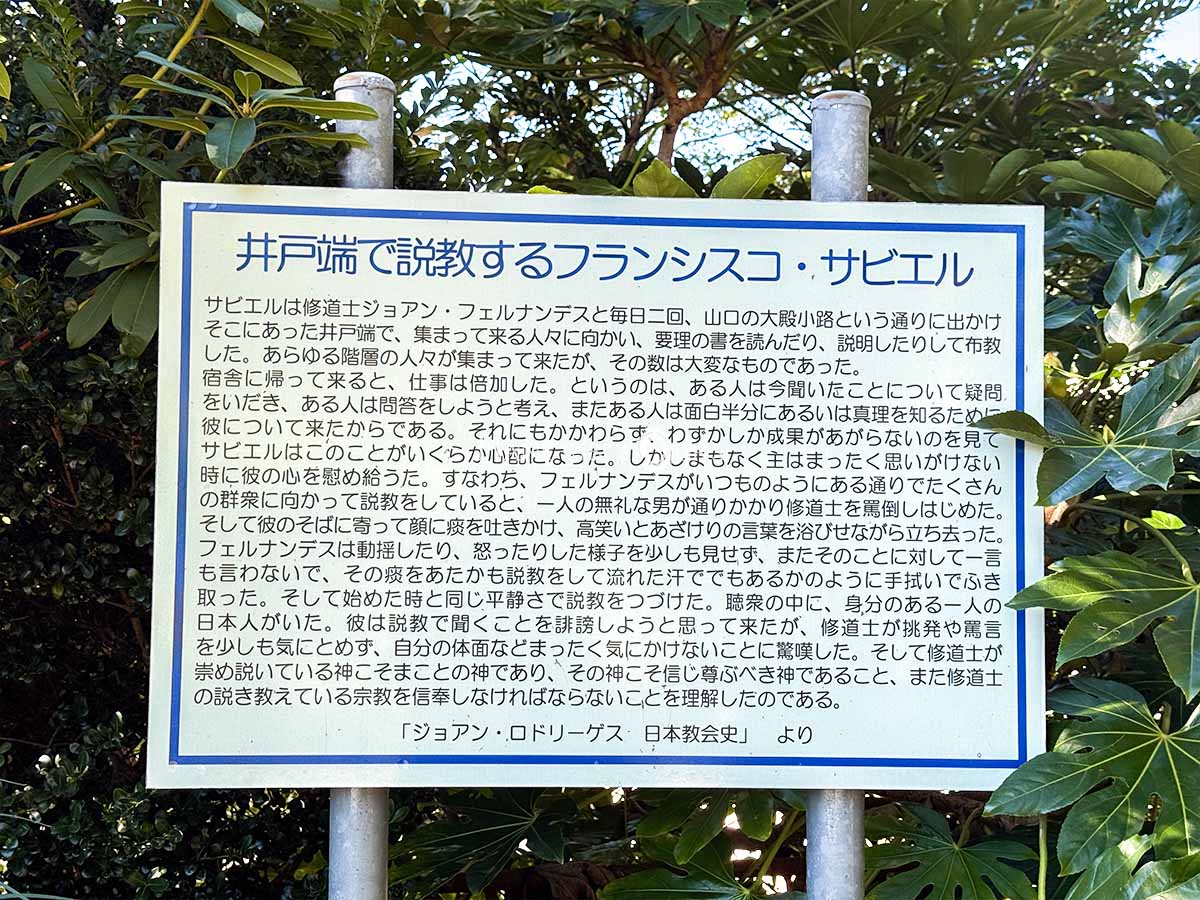 井戸端で説教するフランシスコ・サビエル
サビエルは修道士ジョアン・フェルナンデスと毎日二回、山口の大殿小路という通りに出かけ
そこにあった井戸端で、集まって来る人々に向かい、要理の書を読んだり、説明したりして布教
した。あらゆる階層の人々が集まって来たが、その数は大変なものであった。
宿舎に帰って来ると、仕事は倍加した。というのは、ある人は今聞いたことについて疑問
をいだき、ある人は問答をしようと考え、またある人は面白半分にあるいは真理を知るために
彼について来たからである。それにもかかわらず、わずかしか成果があがらないのを見て
サビエルはこのことがいくらか心配になった。しかしまもなく主はまったく思いがけない
時に彼の心を慰め給うた。すなわち、フェルナンデスがいつものようにある通りでたくさん
の群衆に向かって説教をしていると、一人の無礼な男が通りかかり修道士を罵倒しはじめた。
そして彼のそばに寄って顔に痰を吐きかけ、高笑いとあざけりの言葉を浴びせながら立ち去った。
フェルナンデスは動揺したり、怒ったりした様子を少しも見せず、またそのことに対して一言
も言わないで、その痰をあたかも説教をして流れた汗ででもあるかのように手拭いでふき
取った。そして始めた時と同じ平静さで説教をつづけた。聴衆の中に、身分のある一人の
日本人がいた。彼は説教で聞くことを誹謗しようと思って来たが、修道士が挑発や罵言
を少しも気にとめず、自分の体面などまったく気にかけないことに驚嘆した。そして修道士が
崇め説いている神こそまことの神であり、その神こそ信じ尊ぶべき神であること、また修道士
の説き教えている宗教を信奉しなければならないことを理解したのである。
「ジョアン・ロドリーゲス　日本教会史」　より